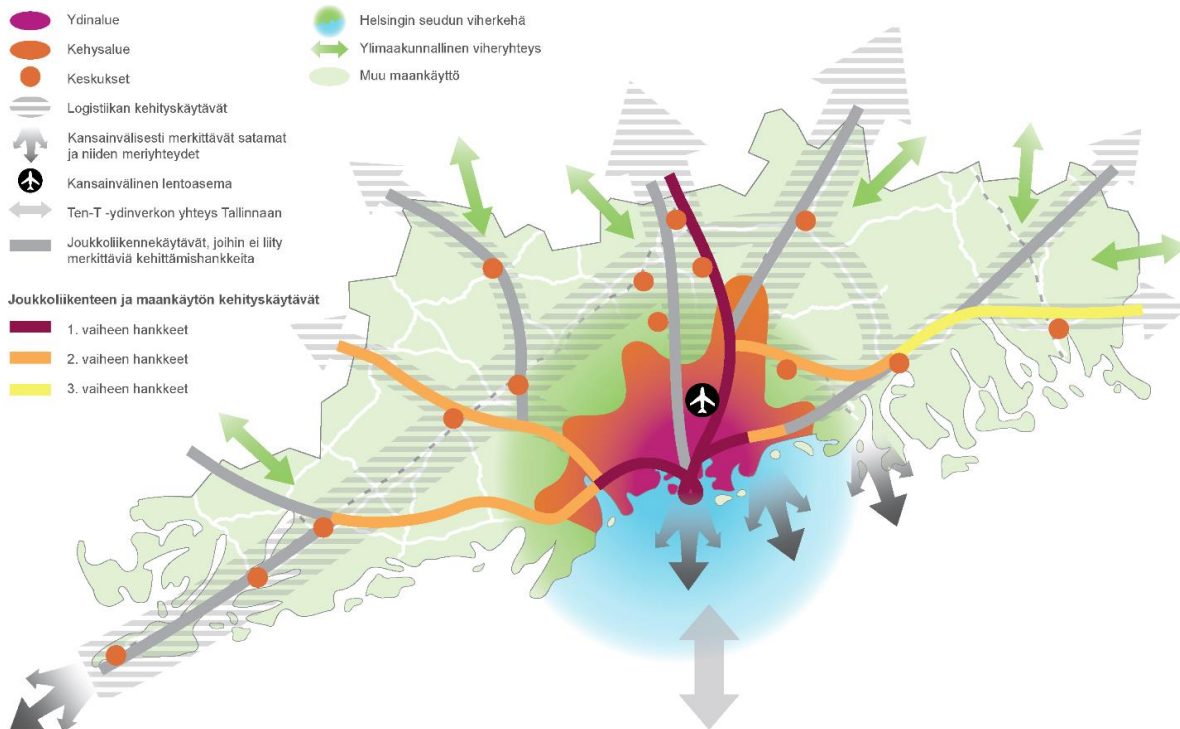 Ydinalue
Kehysalue
Keskukset
Logistiikan kehityskäytävät
Kansainvälisesti merkittävät satamat
ja niiden meriyhteydet
Kansainvälinen lentoasema
Ten-T -ydinverkon yhteys Tallinnaan
Joukkoliikennekäytävät, joihin ei liity
merkittäviä kehittämishankkeita
Joukkoliikenteen ja maankäytön kehityskäytävät
1. vaiheen hankkeet
2. vaiheen hankkeet
3. vaiheen hankkeet
Helsingin seudun viherkehä
Ylimaakunnallinen viheryhteys
Muu maankäyttö